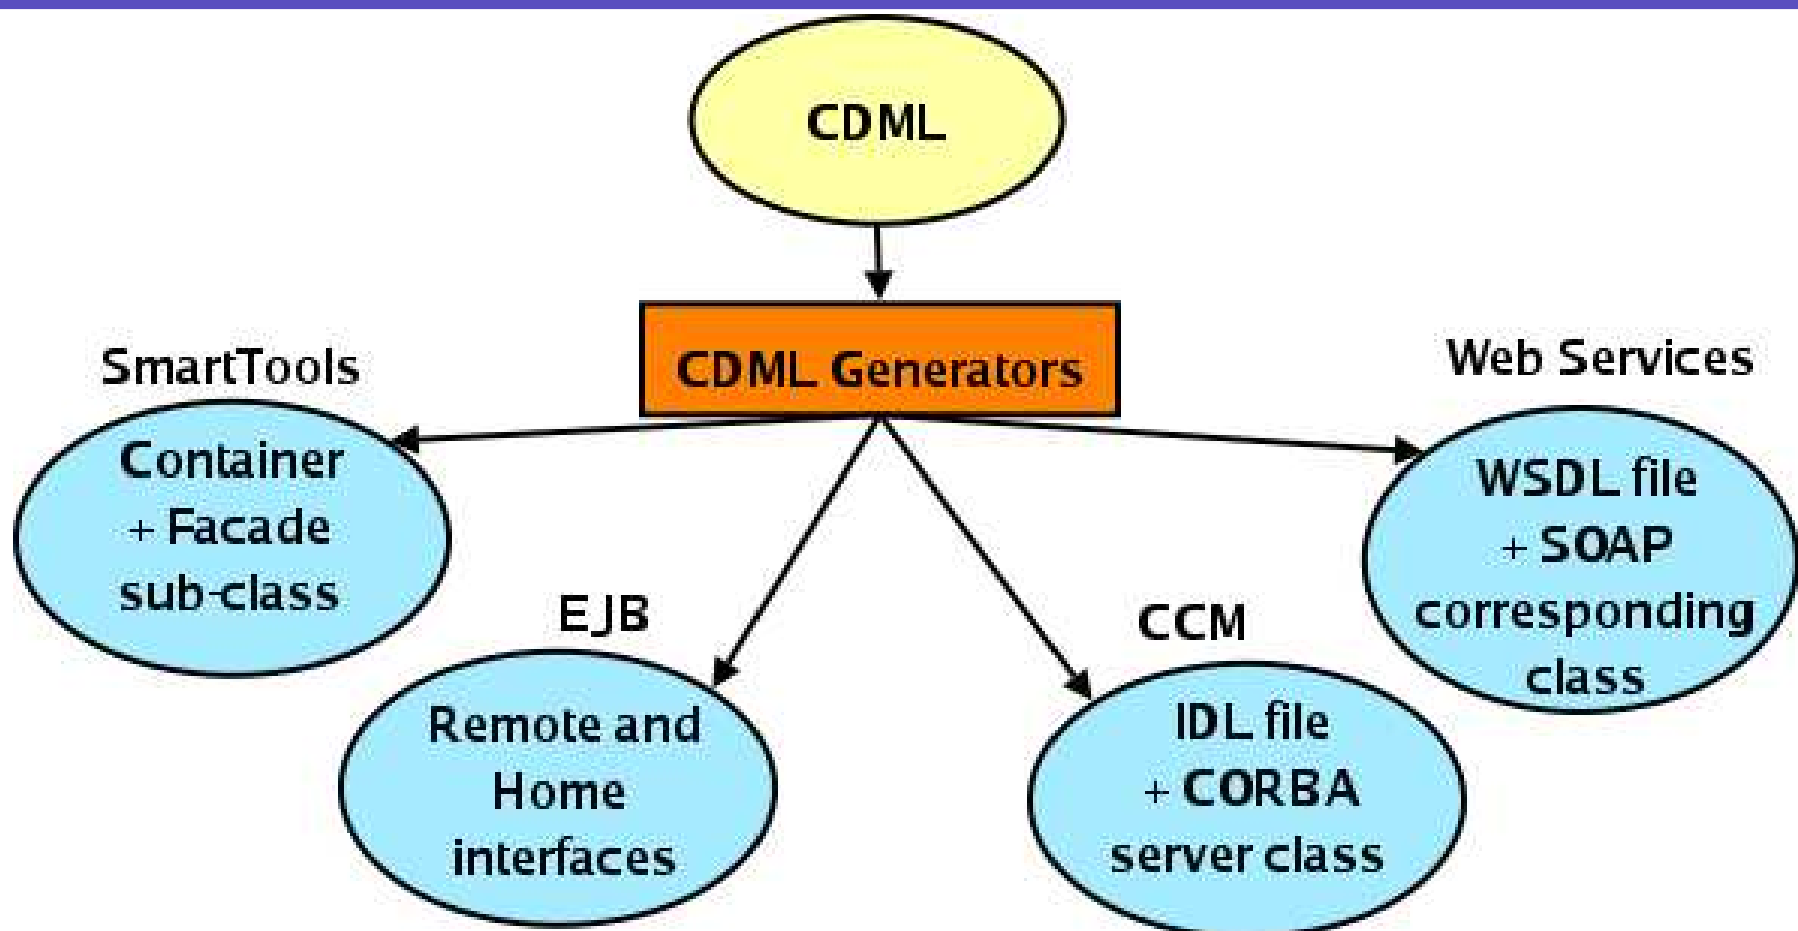 CDML
CDML Generators
SmartTools
Container
+ Facade
sub-class
EJB
Remote and
Home
interfaces
CCM
IDL file
+ CORBA
server class
Web Services
WSDL file
+ SOAP
corresponding
class